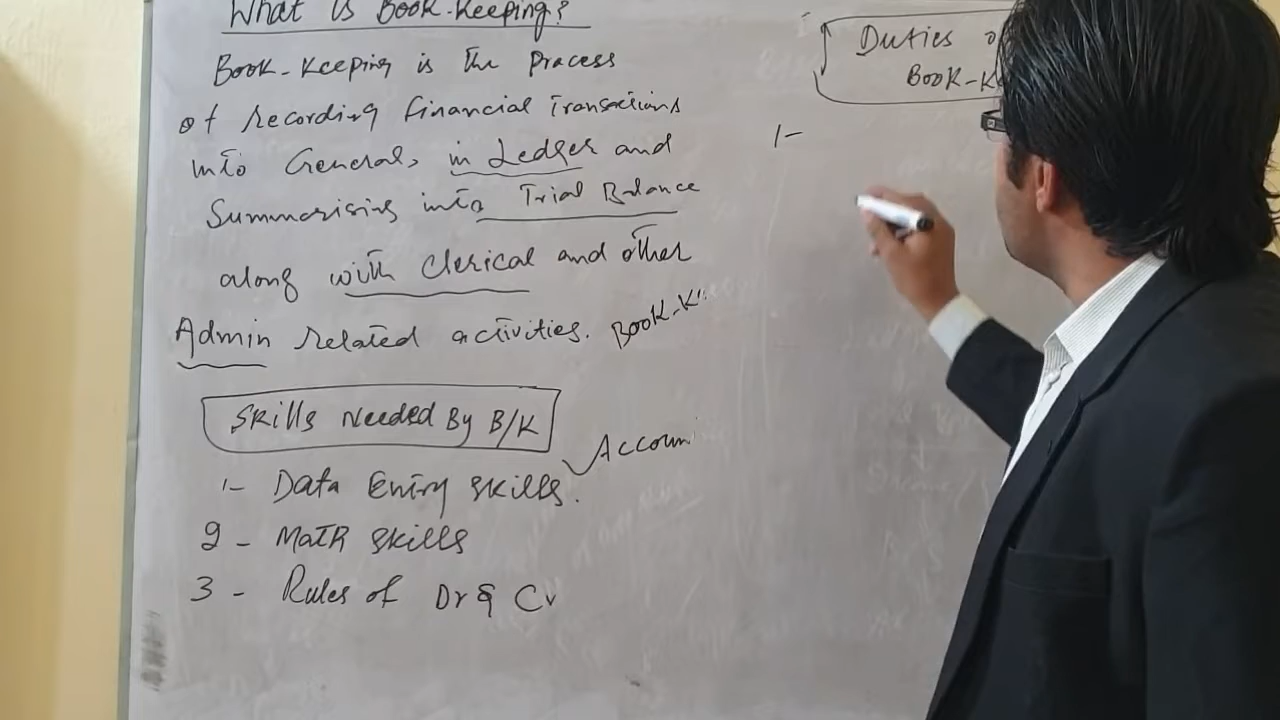 What is Book-Keeping?
Book-Keeping is the Process
of recording financial Transactions
into General, in Ledger and
Summarising into Trial Balance
along with Clerical and other
Admin related activities. Book-K
Skills Needed By B/K
Accoun
1- Data Entry skills.
2- Math skills
3- Rules of Dr & Cr
Duties o
Book-K
1-